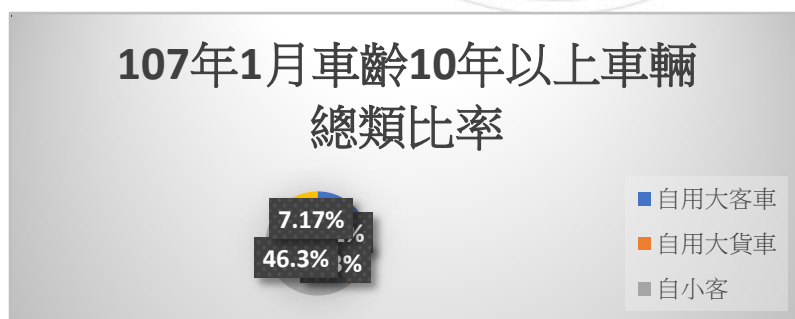 107年1月車齡10年以上車輛
總類比率
7.17%
46.3%
自用大客車
自用大貨車
自小客